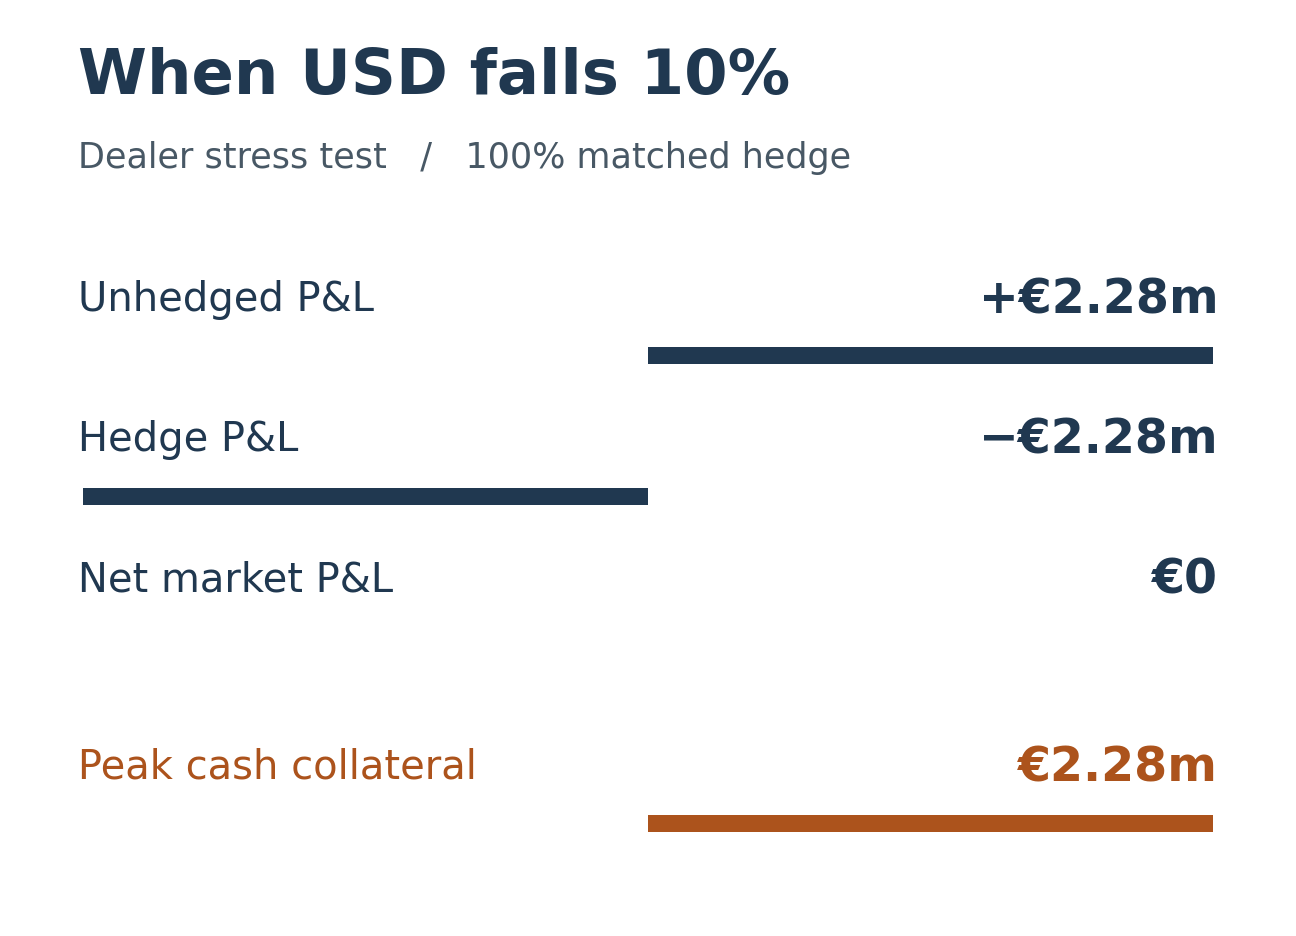 When USD falls 10%
Dealer stress test / 100% matched hedge
Unhedged P&L +€2.28m
Hedge P&L −€2.28m
Net market P&L €0
Peak cash collateral €2.28m